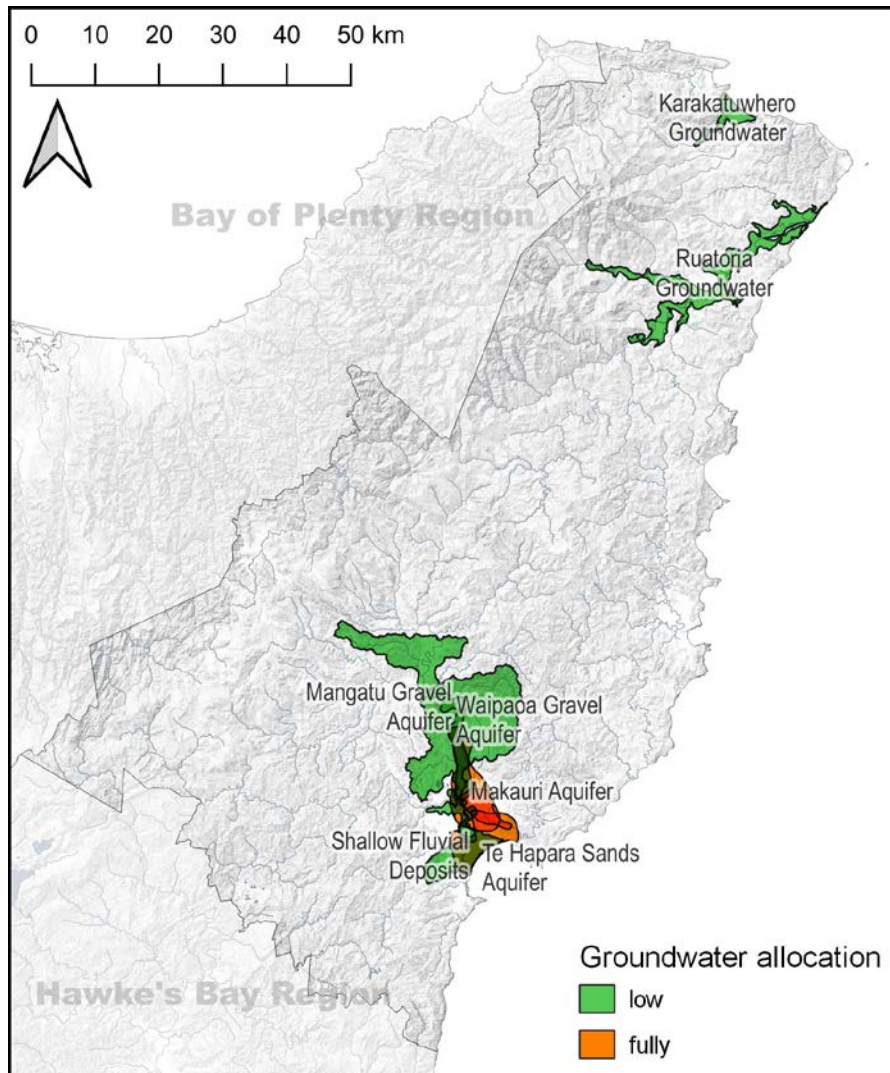 0 10 20 30 40 50 km
Karakatuwhero
Groundwater
Bay of Plenty Region
Ruatoria
Groundwater
Mangatu Gravel
Aquifer
Waipaoa Gravel
Aquifer
Makauri Aquifer
Shallow Fluvial
Deposits
Te Hapara Sands
Aquifer
Hawke's Bay Region
Groundwater allocation
low
fully